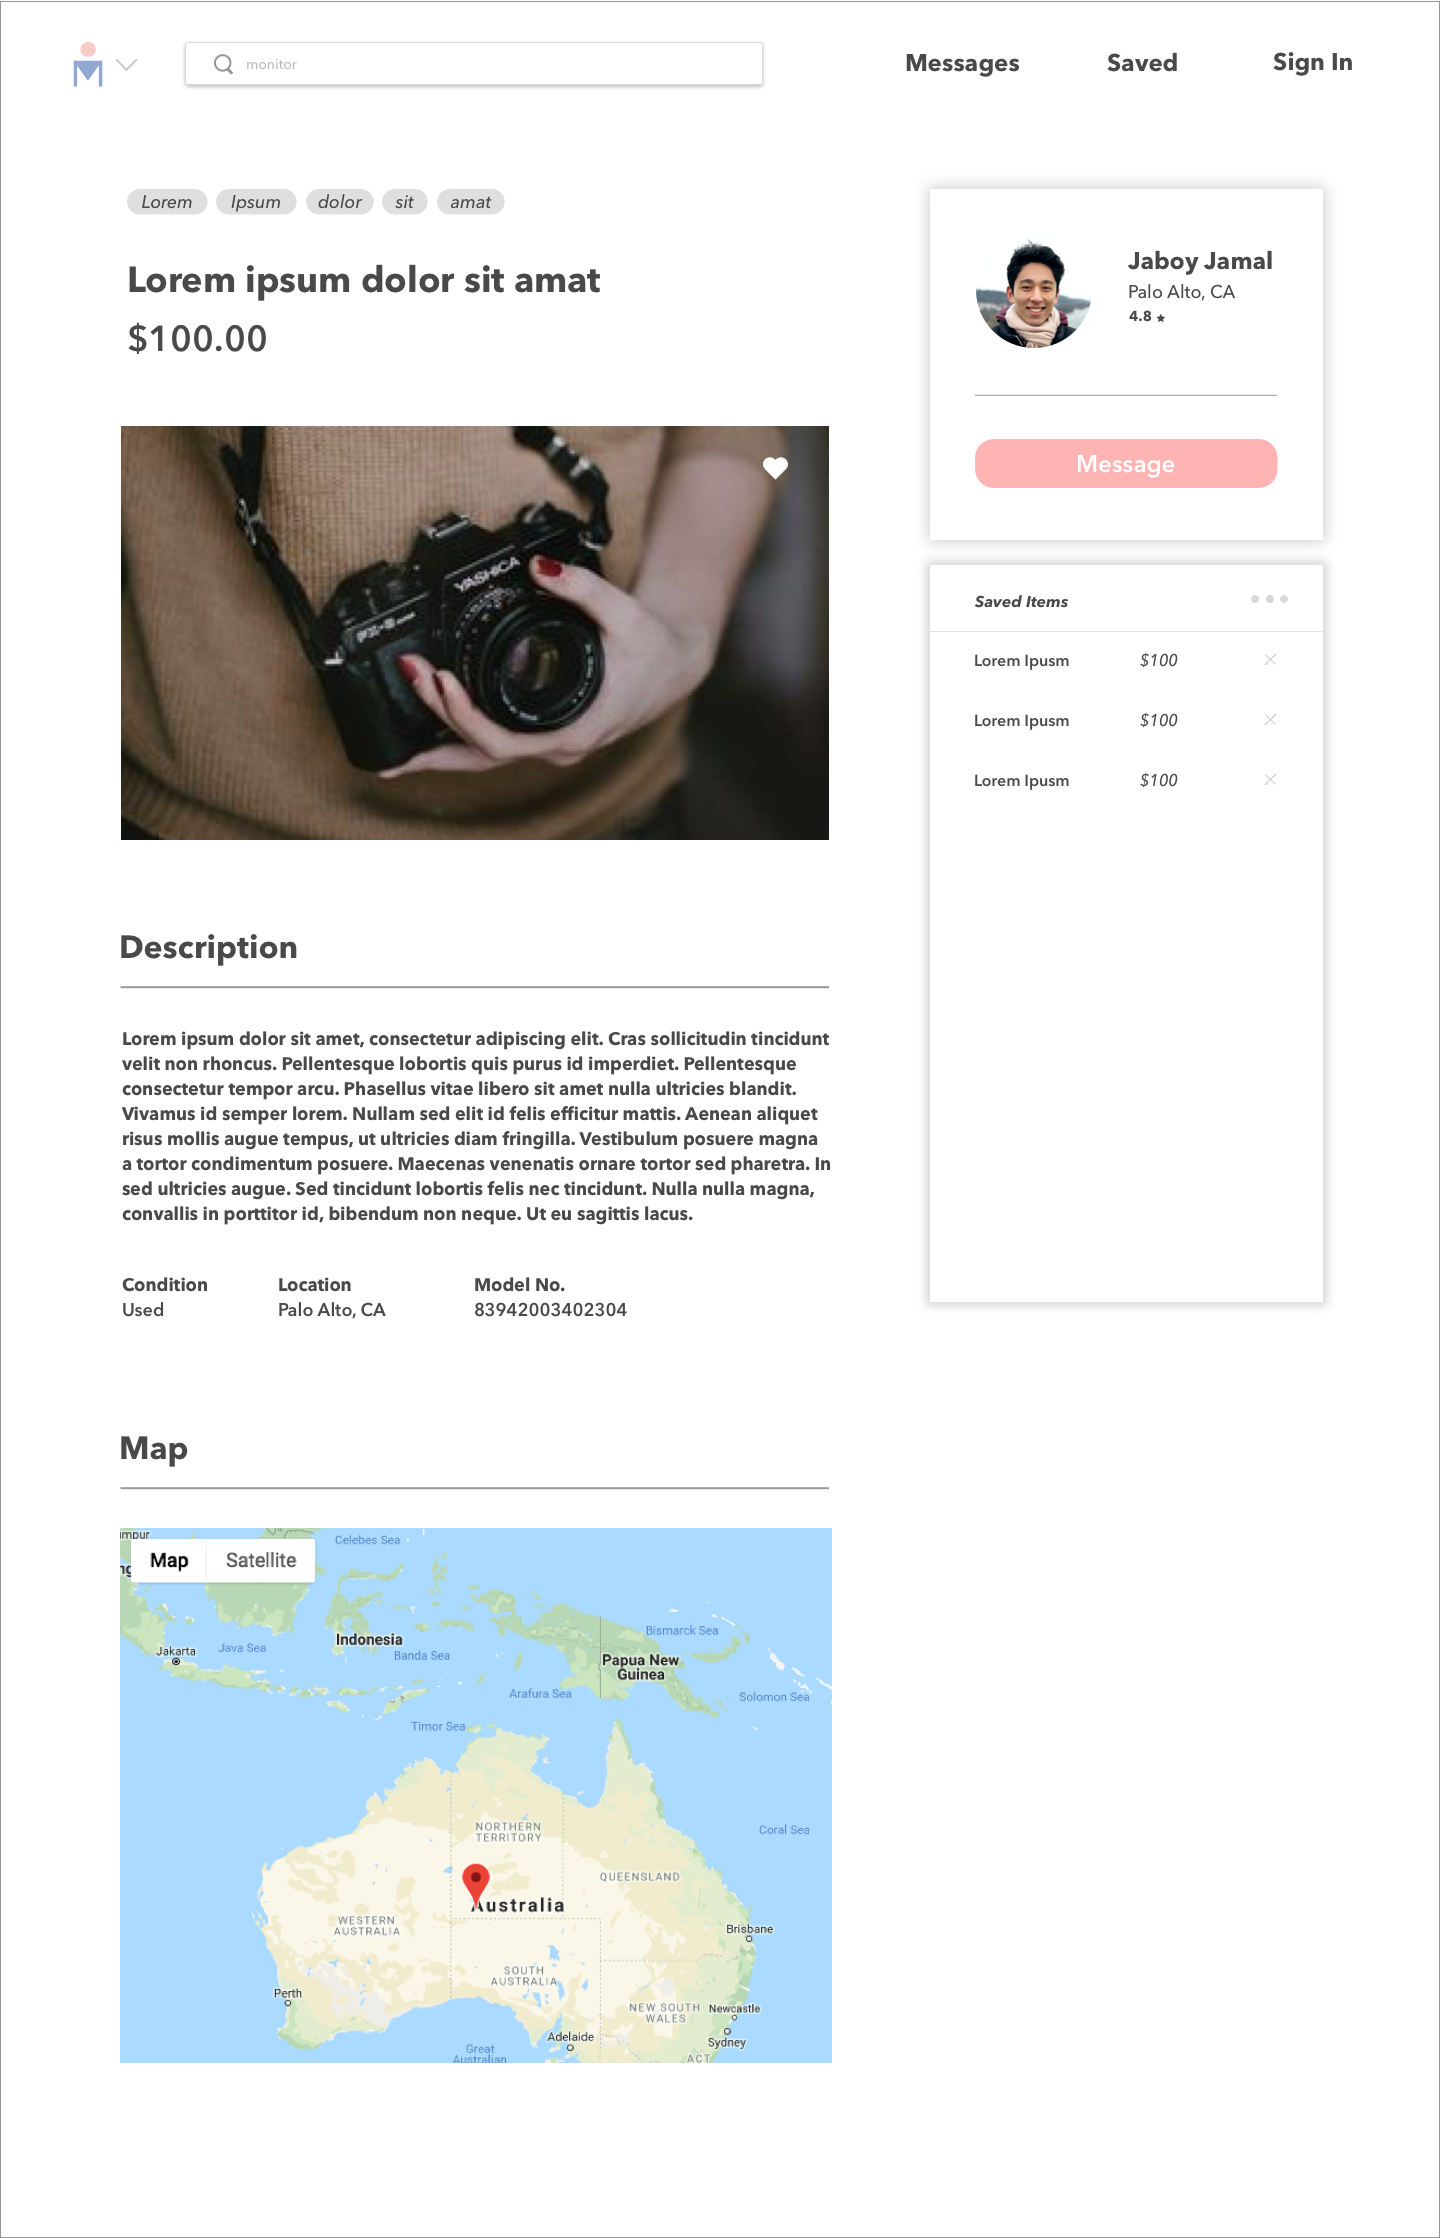 monitor
Messages
Saved
Sign In
Lorem
Ipsum
dolor
sit
amat
Lorem ipsum dolor sit amat
$100.00
YASHICA
Jaboy Jamal
Palo Alto, CA
4.8
Message
Saved Items
Lorem Ipusm $100
Lorem Ipusm $100
Lorem Ipusm $100
Description
Lorem ipsum dolor sit amet, consectetur adipiscing elit. Cras sollicitudin tincidunt
velit non rhoncus. Pellentesque lobortis quis purus id imperdiet. Pellentesque
consectetur tempor arcu. Phasellus vitae libero sit amet nulla ultricies blandit.
Vivamus id semper lorem. Nullam sed elit id felis efficitur mattis. Aenean aliquet
risus mollis augue tempus, ut ultricies diam fringilla. Vestibulum posuere magna
a tortor condimentum posuere. Maecenas venenatis ornare tortor sed pharetra. In
sed ultricies augue. Sed tincidunt lobortis felis nec tincidunt. Nulla nulla magna,
convallis in porttitor id, bibendum non neque. Ut eu sagittis lacus.
Condition Location Model No.
Used Palo Alto, CA 83942003402304
Map
Map Satellite
Celebes Sea
Bismarck Sea
Indonesia
Java Sea
Jakarta
Banda Sea
Papua New
Guinea
Arafura Sea
Solomon Sea
Timor Sea
NORTHERN
TERRITORY
Coral Sea
QUEENSLAND
Australia
WESTERN
AUSTRALIA
Brisbane
SOUTH
AUSTRALIA
Perth
NEW SOUTH
WALES
Newcastle
Adelaide
Sydney
Great
Australian
ACT